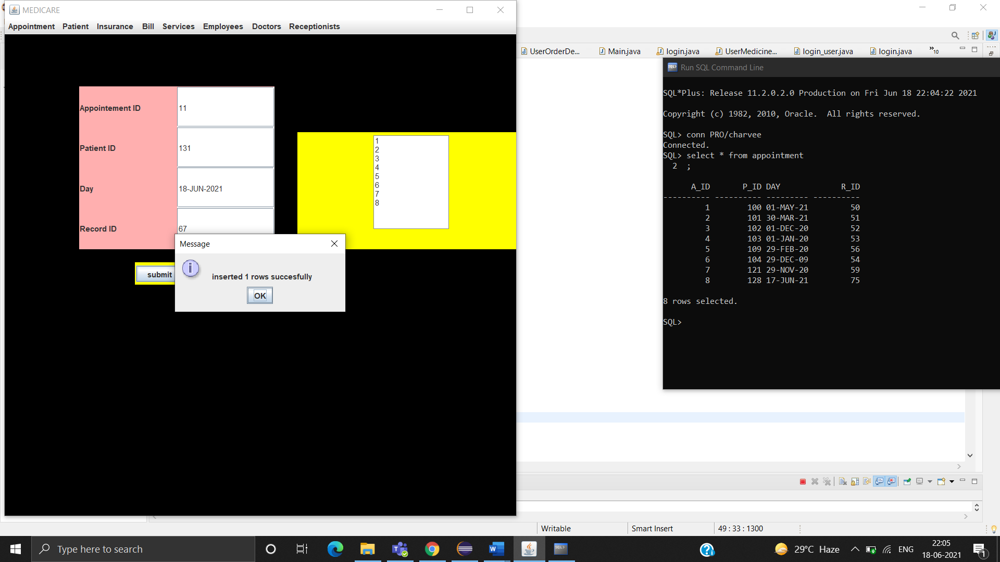 MEDICARE
Appointment Patient Insurance Bill Services Employees Doctors Receptionists
Appointement ID 11
Patient ID 131
Day 18-JUN-2021
Record ID 67
submit
1
2
3
4
5
6
7
8
Message
inserted 1 rows succesfully
OK
UserOrderDe... Main.java login.java UserMedicine... login_user.java login.java »10
Run SQL Command Line
SQL*Plus: Release 11.2.0.2.0 Production on Fri Jun 18 22:04:22 2021
Copyright (c) 1982, 2010, Oracle.  All rights reserved.
SQL> conn PRO/charvee
Connected.
SQL> select * from appointment
  2  ;
      A_ID       P_ID DAY             R_ID
---------- ---------- --------- ----------
         1        100 01-MAY-21         50
         2        101 30-MAR-21         51
         3        102 01-DEC-20         52
         4        103 01-JAN-20         53
         5        109 29-FEB-20         56
         6        104 29-DEC-09         54
         7        121 29-NOV-20         59
         8        128 17-JUN-21         75
8 rows selected.
SQL>
Writable Smart Insert 49 : 33 : 1300
Type here to search
29°C Haze ENG 22:05
18-06-2021
1